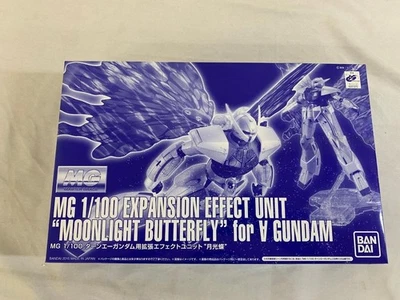 MG
MG 1/100 EXPANSION EFFECT UNIT
"MOONLIGHT BUTTERFLY" for ∀ GUNDAM
MG 1/100 ターンエーガンダム用拡張エフェクトユニット "月光蝶"
BAN
DAI